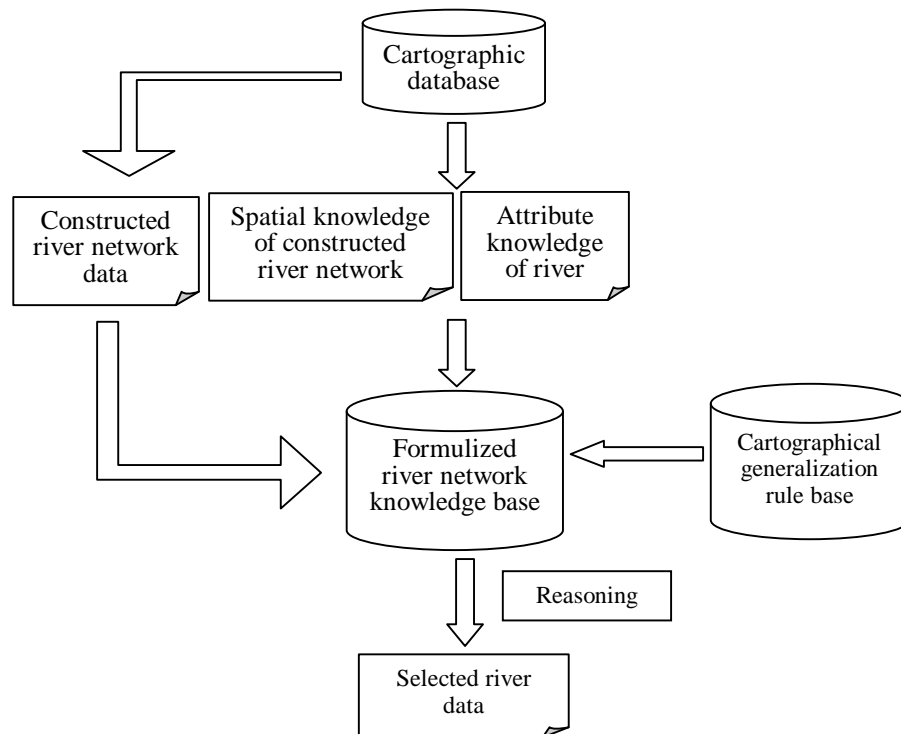 Cartographic
database
Constructed
river network
data
Spatial knowledge
of constructed
river network
Attribute
knowledge
of river
Formulized
river network
knowledge base
Cartographical
generalization
rule base
Reasoning
Selected river
data